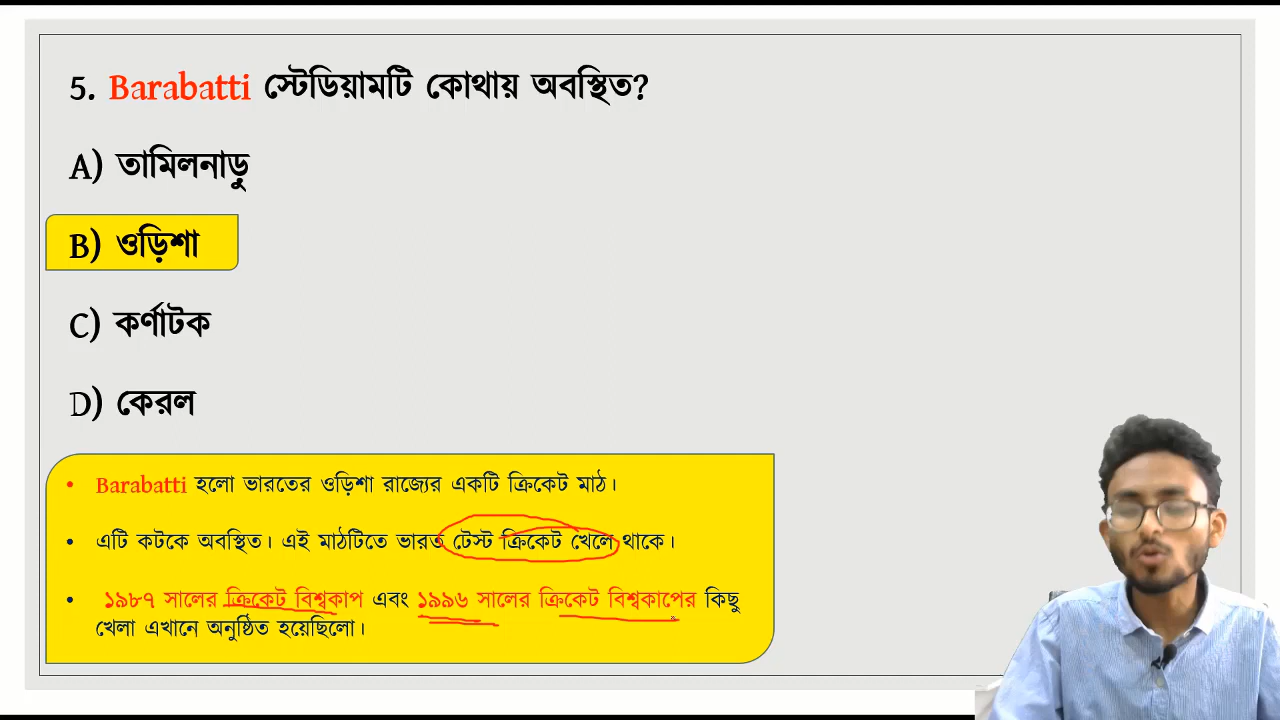 5. Barabatti স্টেডিয়ামটি কোথায় অবস্থিত?
A) তামিলনাড়ু
B) ওড়িশা
C) কর্ণাটক
D) কেরল
• Barabatti হলো ভারতের ওড়িশা রাজ্যের একটি ক্রিকেট মাঠ।
• এটি কটকে অবস্থিত। এই মাঠটিতে ভারত টেস্ট ক্রিকেট খেলে থাকে।
• ১৯৮৭ সালের ক্রিকেট বিশ্বকাপ এবং ১৯৯৬ সালের ক্রিকেট বিশ্বকাপের কিছু
খেলা এখানে অনুষ্ঠিত হয়েছিলো।